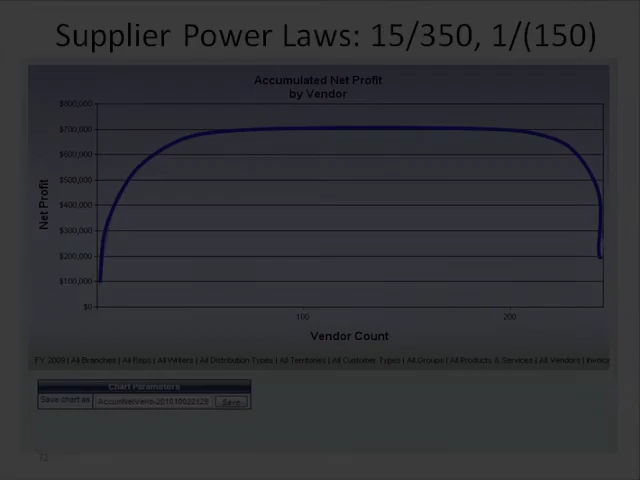 Supplier Power Laws: 15/350, 1/(150)
Accumulated Net Profit
by Vendor
$800,000
$700,000
$600,000
$500,000
$400,000
$300,000
$200,000
$100,000
$0
Net Profit
100
200
Vendor Count
FY 2009 | All Branches | All Reps | All Writers | All Distribution Types | All Territories | All Customer Types | All Groups | All Products & Services | All Vendors | Invoic
Chart Parameters
Save chart as
Save
72